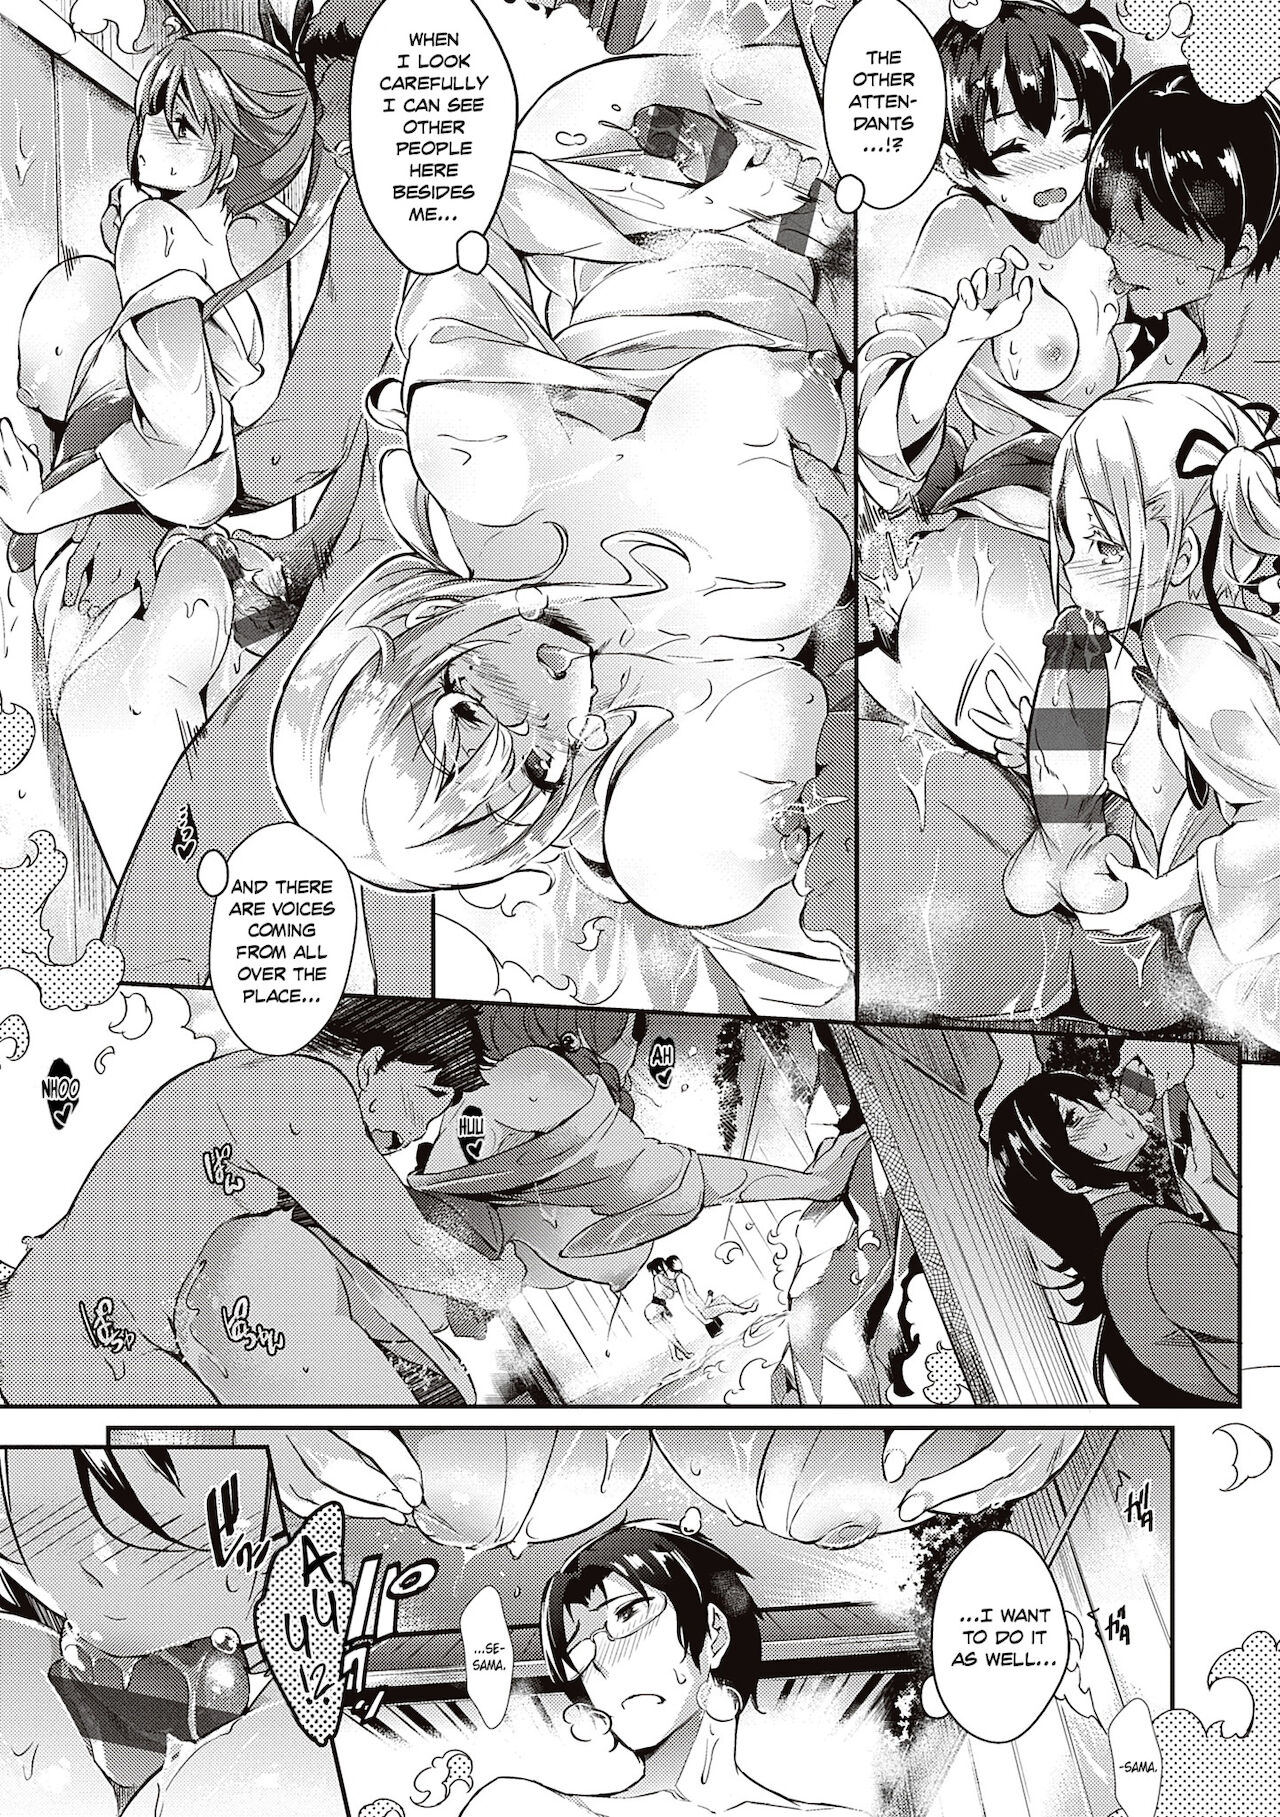 THE
OTHER
ATTEN-
DANTS
...!?
WHEN
I LOOK
CAREFULLY
I CAN SEE
OTHER
PEOPLE
HERE
BESIDES
ME...
AND THERE
ARE VOICES
COMING
FROM ALL
OVER THE
PLACE...
AH
HUU
NHOO
...I WANT
TO DO IT
AS WELL...
...SE-
SAMA.
-SAMA.